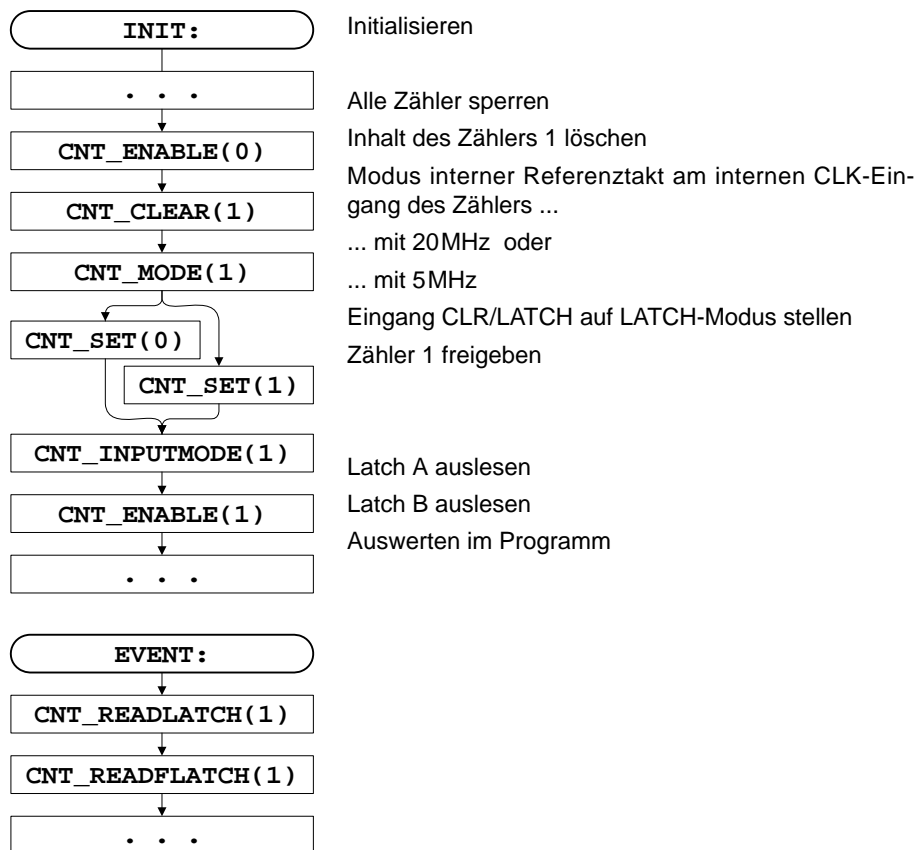 INIT:
. . .
CNT_ENABLE(0)
CNT_CLEAR(1)
CNT_MODE(1)
CNT_SET(0)
CNT_SET(1)
CNT_INPUTMODE(1)
CNT_ENABLE(1)
. . .
EVENT:
CNT_READLATCH(1)
CNT_READFLATCH(1)
. . .
Initialisieren
Alle Zähler sperren
Inhalt des Zählers 1 löschen
Modus interner Referenztakt am internen CLK-Ein-
gang des Zählers ...
... mit 20MHz oder
... mit 5MHz
Eingang CLR/LATCH auf LATCH-Modus stellen
Zähler 1 freigeben
Latch A auslesen
Latch B auslesen
Auswerten im Programm